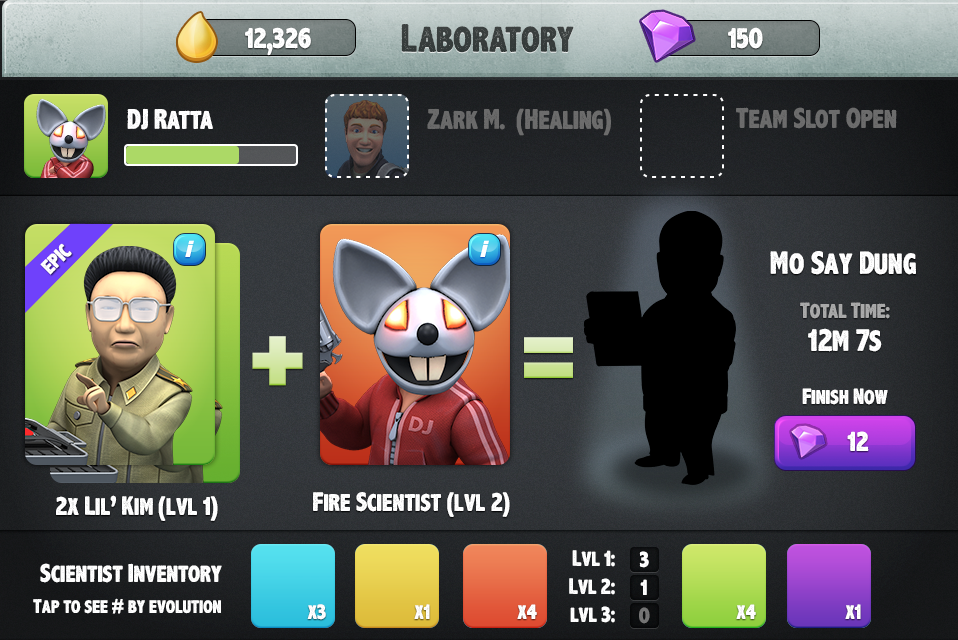 12,326
LABORATORY
150
DJ RATTA
ZARK M. (HEALING)
TEAM SLOT OPEN
EPIC
i
i
DJ
MO SAY DUNG
TOTAL TIME:
12M 7S
FINISH NOW
12
2X LIL' KIM (LVL 1)
FIRE SCIENTIST (LVL 2)
SCIENTIST INVENTORY
TAP TO SEE # BY EVOLUTION
X3
X1
X4
LVL 1: 3
LVL 2: 1
LVL 3: 0
X4
X1